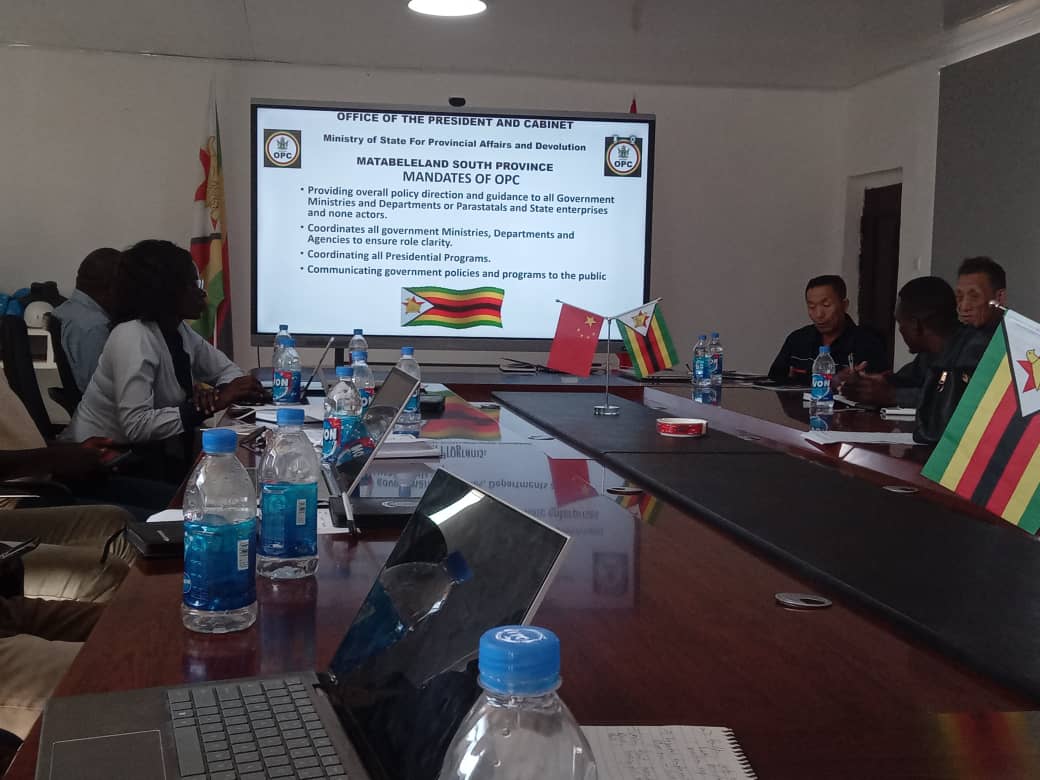 OFFICE OF THE PRESIDENT AND CABINET
Ministry of State For Provincial Affairs and Devolution
MATABELELAND SOUTH PROVINCE
MANDATES OF OPC
OPC
OPC
• Providing overall policy direction and guidance to all Government
Ministries and Departments or Parastatals and State enterprises
and none actors.
• Coordinates all government Ministries, Departments and
Agencies to ensure role clarity.
• Coordinating all Presidential Programs.
• Communicating government policies and programs to the public
VON
VON